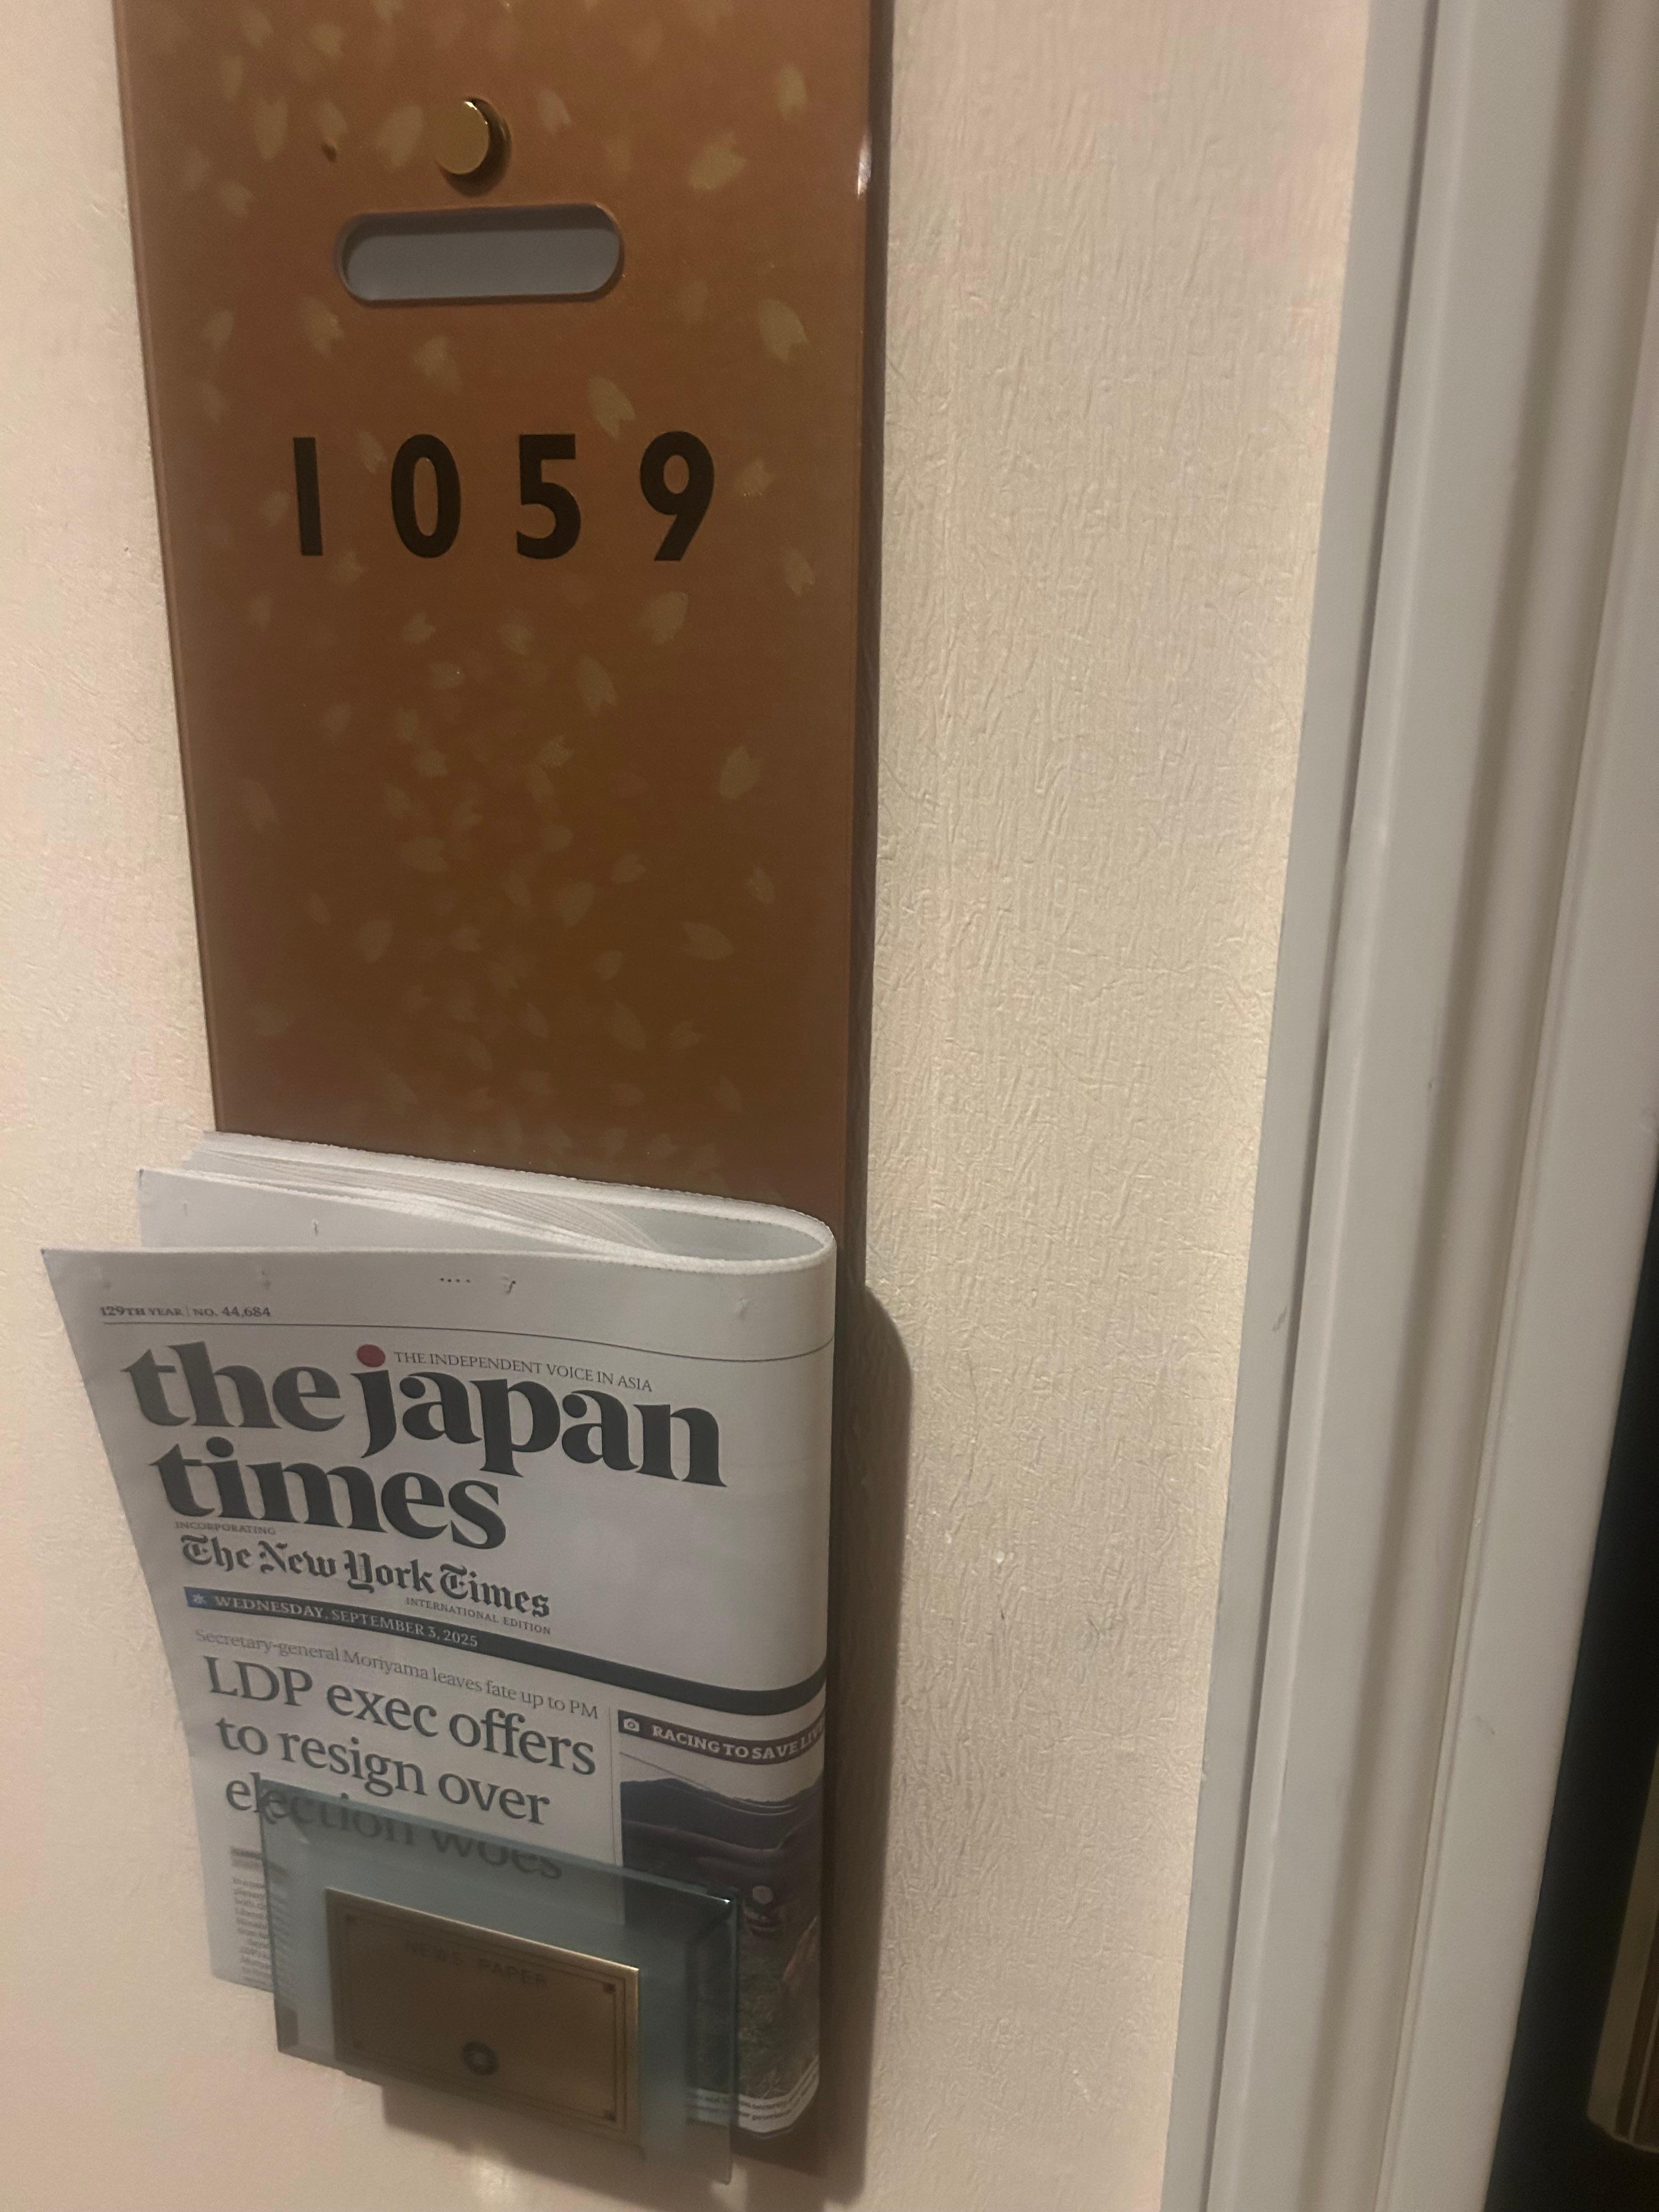 1059
129TH YEAR | NO. 44,684
THE INDEPENDENT VOICE IN ASIA
the japan
times
INCORPORATING
The New York Times
INTERNATIONAL EDITION
WEDNESDAY, SEPTEMBER 3, 2025
Secretary-general Moriyama leaves fate up to PM
LDP exec offers
to resign over
election woes
RACING TO SAVE
NEWS PAPER